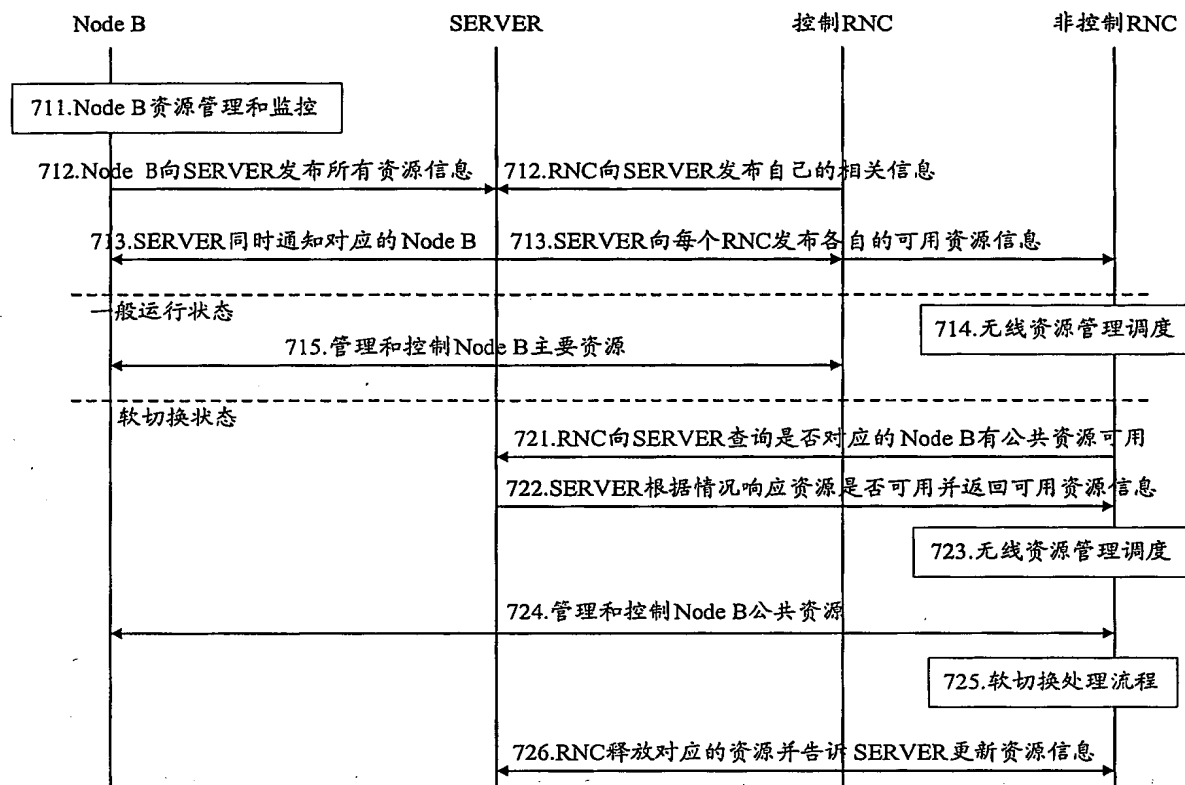 Node B SERVER 控制RNC 非控制RNC
711.Node B资源管理和监控
712.Node B向SERVER发布所有资源信息 712.RNC向SERVER发布自己的相关信息
713.SERVER同时通知对应的Node B 713.SERVER向每个RNC发布各自的可用资源信息
一般运行状态
714.无线资源管理调度
715.管理和控制Node B主要资源
软切换状态
721.RNC向SERVER查询是否对应的Node B有公共资源可用
722.SERVER根据情况响应资源是否可用并返回可用资源信息
723.无线资源管理调度
724.管理和控制Node B公共资源
725.软切换处理流程
726.RNC释放对应的资源并告诉SERVER更新资源信息